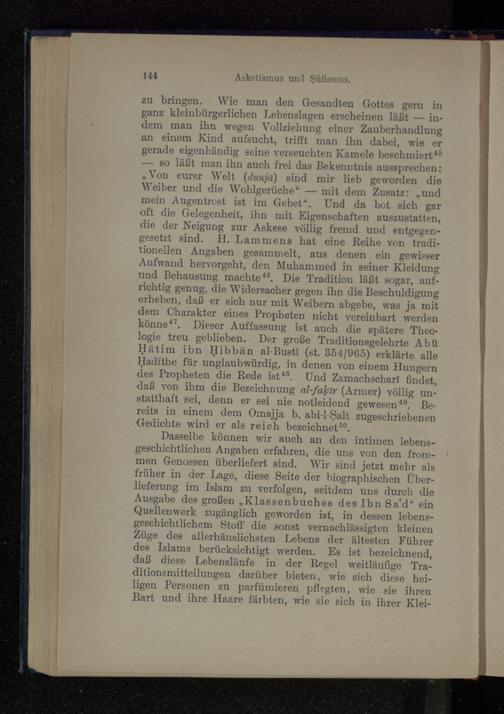 144 Asketismus und Ṣûfismus.
zu bringen. Wie man den Gesandten Gottes gern in
ganz kleinbürgerlichen Lebenslagen erscheinen läßt — in-
dem man ihn wegen Vollziehung einer Zauberhandlung
an einem Kind aufsucht, trifft man ihn dabei, wie er
gerade eigenhändig seine verseuchten Kamele beschmiert⁴⁵
— so läßt man ihn auch frei das Bekenntnis aussprechen:
„Von eurer Welt (dunjâ) sind mir lieb geworden die
Weiber und die Wohlgerüche“ — mit dem Zusatz: „und
mein Augentrost ist im Gebet“. Und da bot sich gar
oft die Gelegenheit, ihn mit Eigenschaften auszustatten,
die der Neigung zur Askese völlig fremd und entgegen-
gesetzt sind. H. Lammens hat eine Reihe von tradi-
tionellen Angaben gesammelt, aus denen ein gewisser
Aufwand hervorgeht, den Muhammed in seiner Kleidung
und Behausung machte⁴⁶. Die Tradition läßt sogar, auf-
richtig genug, die Widersacher gegen ihn die Beschuldigung
erheben, daß er sich nur mit Weibern abgebe, was ja mit
dem Charakter eines Propheten nicht vereinbart werden
könne⁴⁷. Dieser Auffassung ist auch die spätere Theo-
logie treu geblieben. Der große Traditionsgelehrte Abû
Ḥâtim ibn Ḥibbân al-Bustî (st. 354/965) erklärte alle
Ḥadîthe für unglaubwürdig, in denen von einem Hungern
des Propheten die Rede ist⁴⁸. Und Zamachscharî findet,
daß von ihm die Bezeichnung al-faḳîr (Armer) völlig un-
statthaft sei, denn er sei nie notleidend gewesen⁴⁹. Be-
reits in einem dem Omajja b. abi-l-Ṣalt zugeschriebenen
Gedichte wird er als reich bezeichnet⁵⁰.
Dasselbe können wir auch an den intimen lebens-
geschichtlichen Angaben erfahren, die uns von den from-
men Genossen überliefert sind. Wir sind jetzt mehr als
früher in der Lage, diese Seite der biographischen Über-
lieferung im Islam zu verfolgen, seitdem uns durch die
Ausgabe des großen „Klassenbuches des Ibn Saʿd“ ein
Quellenwerk zugänglich geworden ist, in dessen lebens-
geschichtlichem Stoff die sonst vernachlässigten kleinen
Züge des allerhäuslichsten Lebens der ältesten Führer
des Islams berücksichtigt werden. Es ist bezeichnend,
daß diese Lebensläufe in der Regel weitläufige Tra-
ditionsmitteilungen darüber bieten, wie sich diese hei-
ligen Personen zu parfümieren pflegten, wie sie ihren
Bart und ihre Haare färbten, wie sie sich in ihrer Klei-